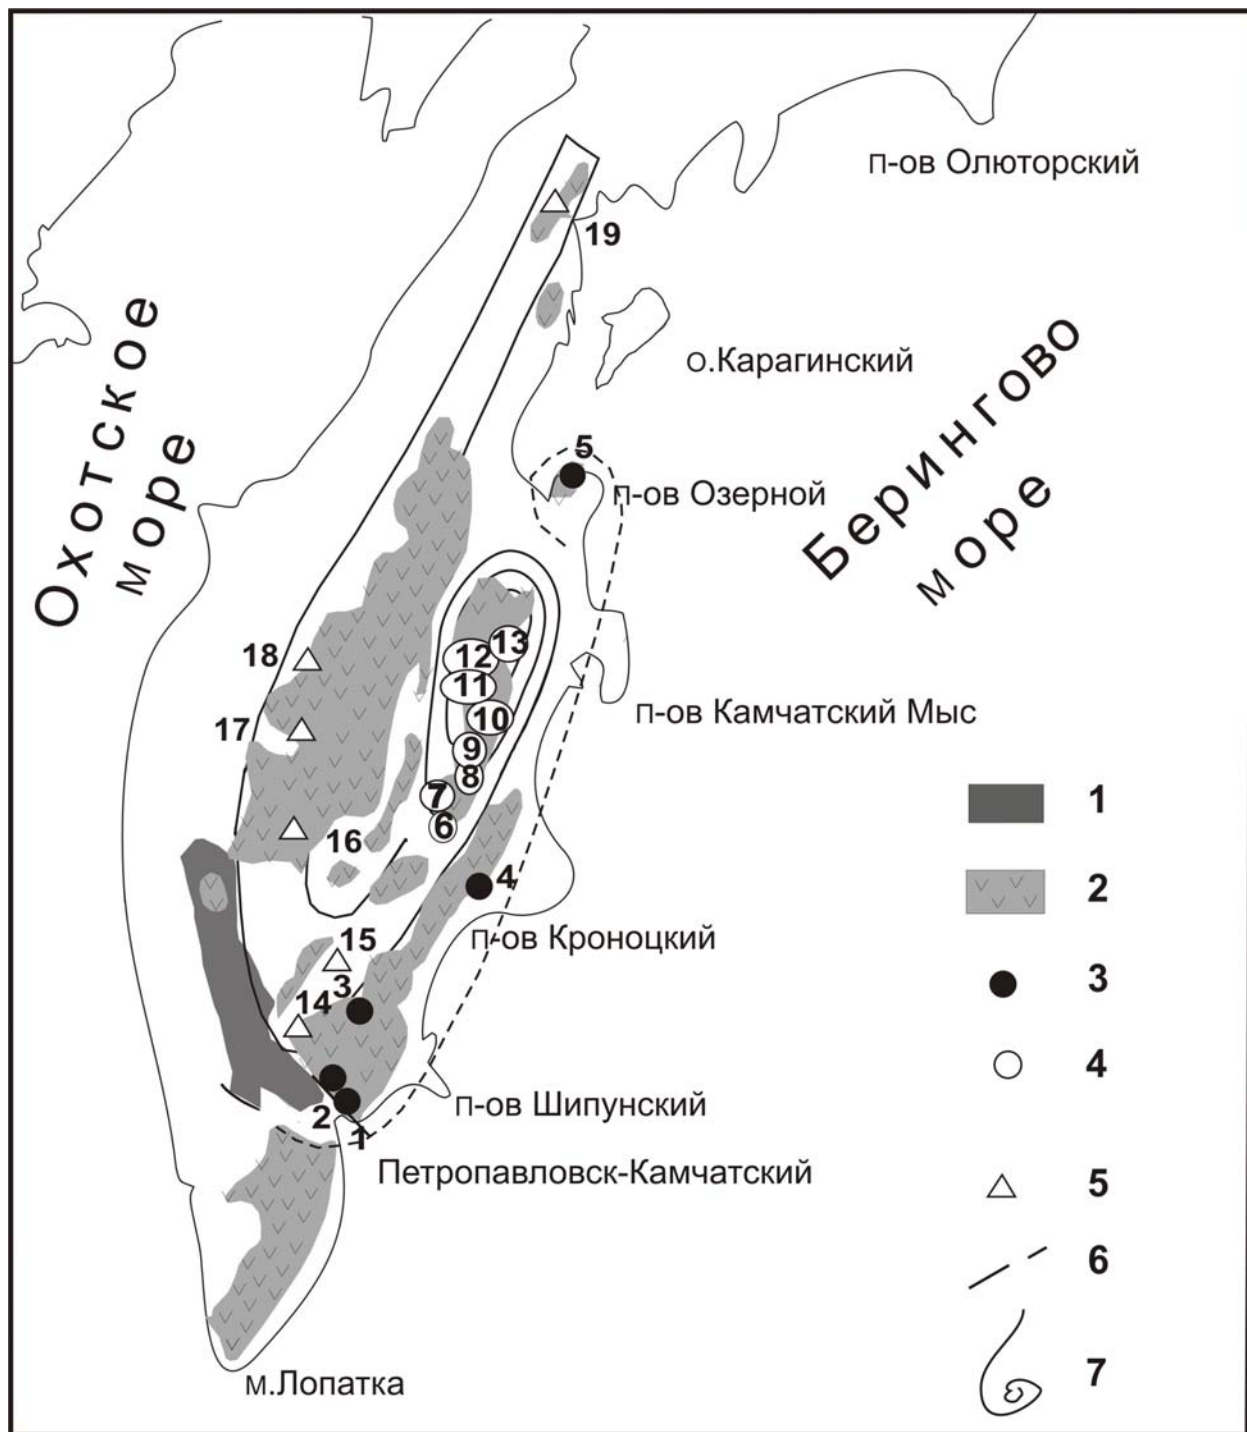 п-ов Олюторский
19
о.Карагинский
Охотское
море
Берингово
море
5
п-ов Озерной
18
13
12
11
17
10
п-ов Камчатский Мыс
9
8
7
6
16
4
п-ов Кроноцкий
15
3
14
п-ов Шипунский
2
1
Петропавловск-Камчатский
м.Лопатка
1
2
3
4
5
6
7